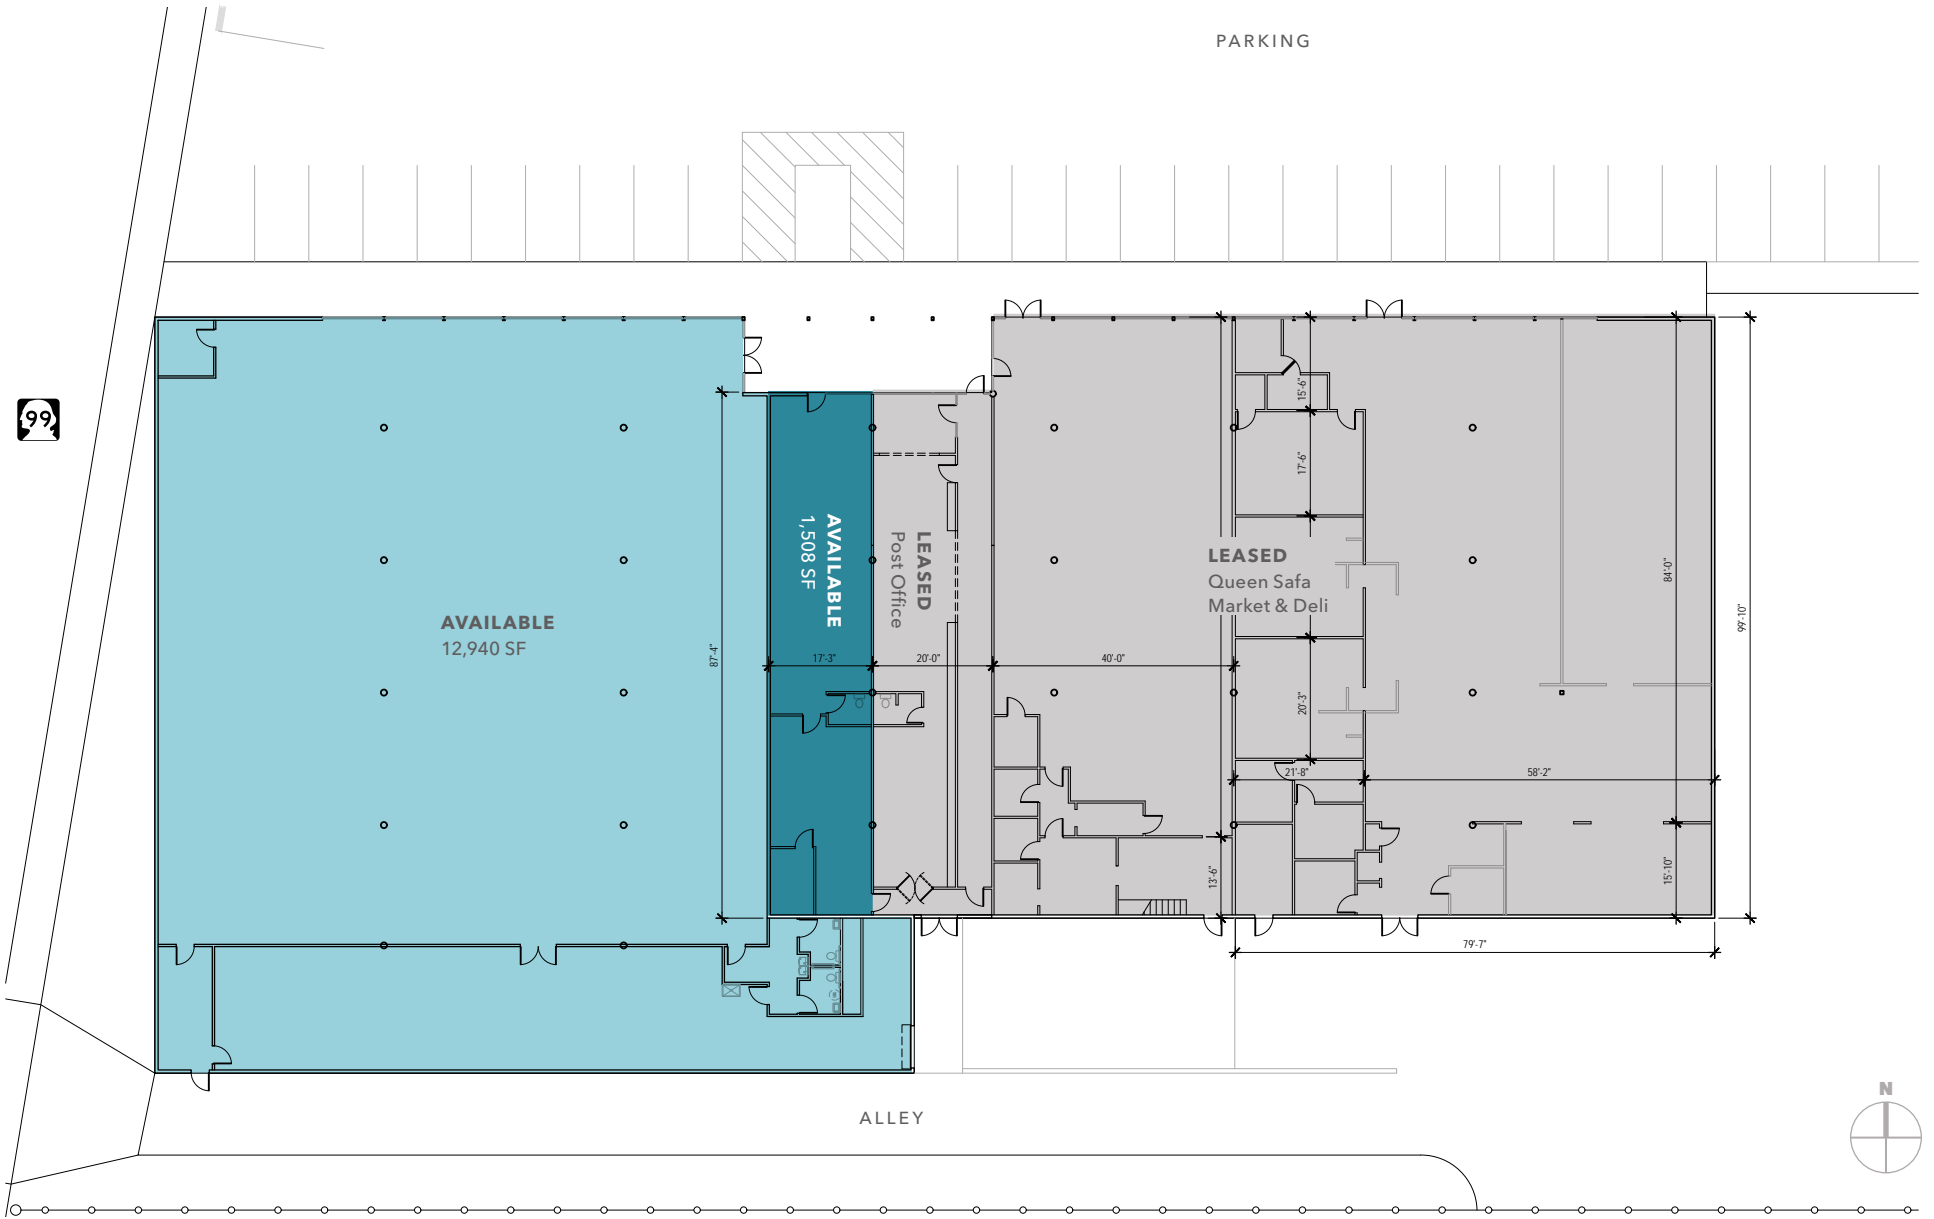 PARKING
99
15'-6"
17'-6"
AVAILABLE
1,508 SF
LEASED
Post Office
LEASED
Queen Safa
Market & Deli
84'-0"
99'-10"
AVAILABLE
12,940 SF
87'-4"
17'-3"
20'-0"
40'-0"
20'-3"
21'-8"
58'-2"
13'-6"
15'-10"
79'-7"
N
ALLEY